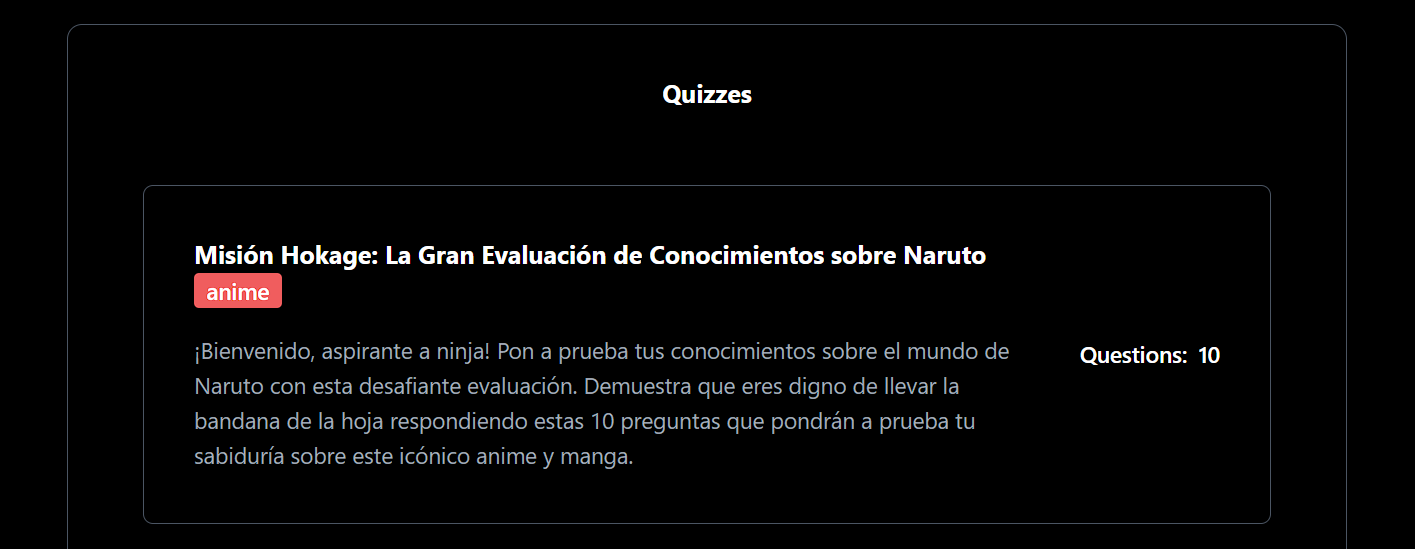 Quizzes
Misión Hokage: La Gran Evaluación de Conocimientos sobre Naruto
anime
¡Bienvenido, aspirante a ninja! Pon a prueba tus conocimientos sobre el mundo de
Naruto con esta desafiante evaluación. Demuestra que eres digno de llevar la
bandana de la hoja respondiendo estas 10 preguntas que pondrán a prueba tu
sabiduría sobre este icónico anime y manga.
Questions: 10